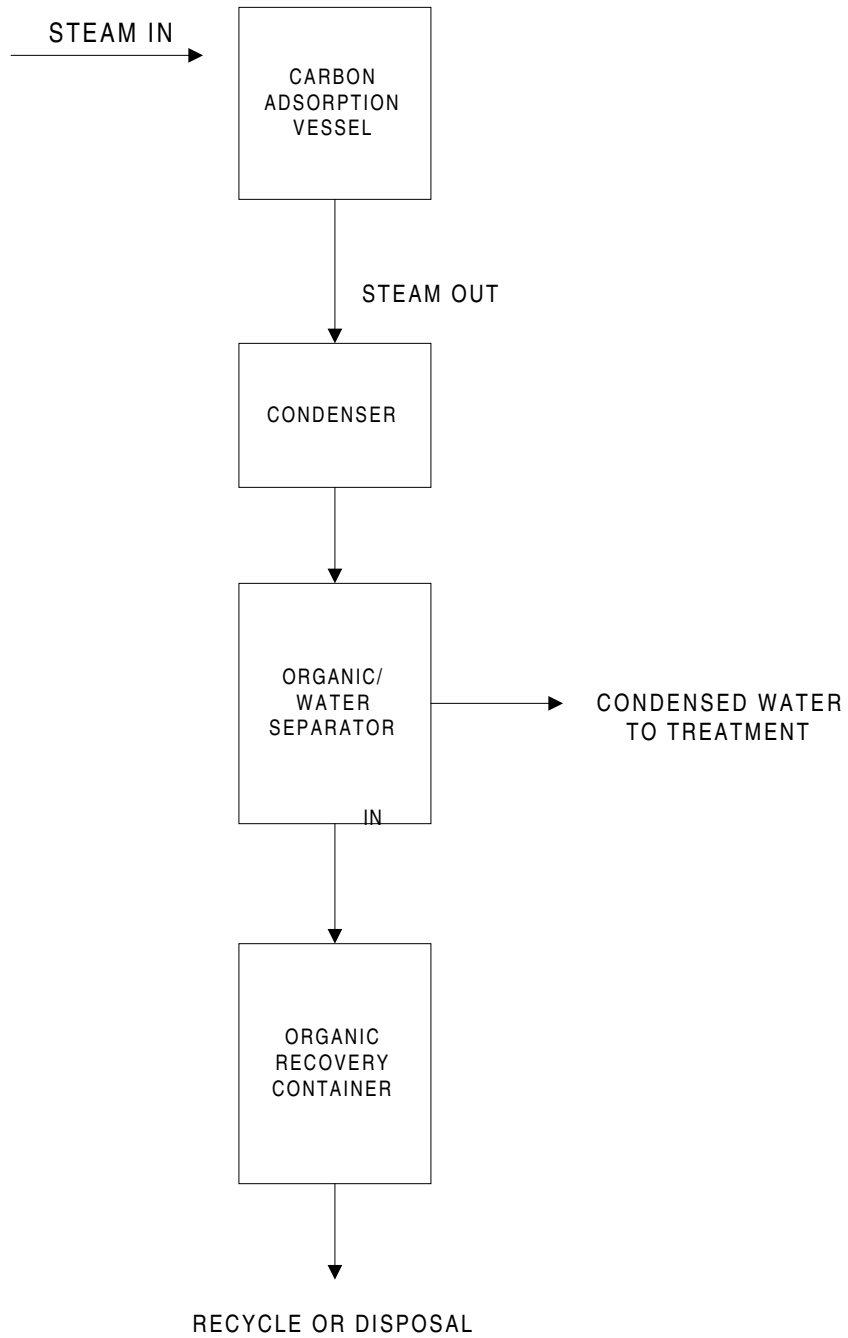 STEAM IN
CARBON
ADSORPTION
VESSEL
STEAM OUT
CONDENSER
ORGANIC/
WATER
SEPARATOR
CONDENSED WATER
TO TREATMENT
IN
ORGANIC
RECOVERY
CONTAINER
RECYCLE OR DISPOSAL